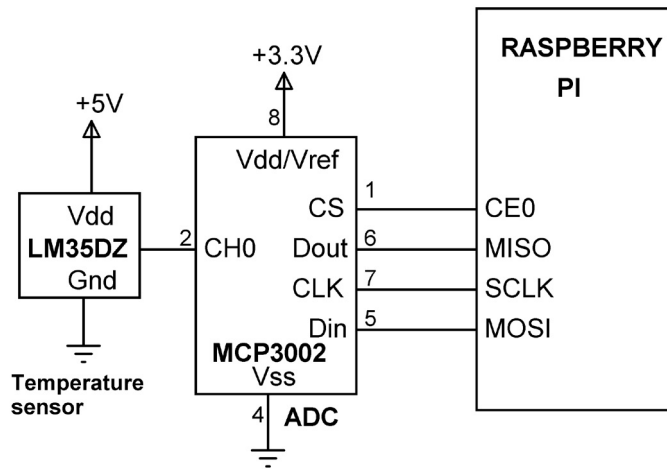 +3.3V
+5V
8
RASPBERRY
PI
Vdd/Vref
Vdd
LM35DZ
Gnd
2
CH0
CS
1
CE0
Dout
6
MISO
CLK
7
SCLK
Din
5
MOSI
MCP3002
Vss
4
ADC
Temperature
sensor